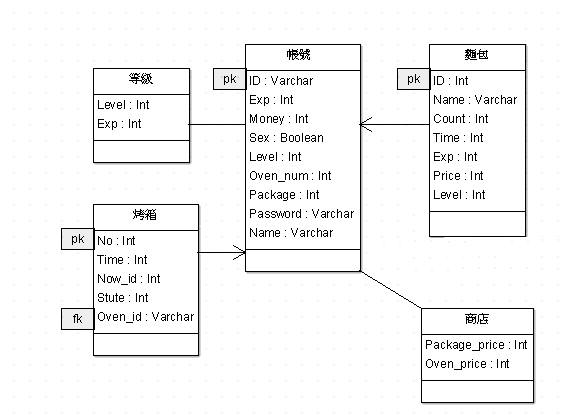 等級
Level : Int
Exp : Int
帳號
pk
ID : Varchar
Exp : Int
Money : Int
Sex : Boolean
Level : Int
Oven_num : Int
Package : Int
Password : Varchar
Name : Varchar
麵包
pk
ID : Int
Name : Varchar
Count : Int
Time : Int
Exp : Int
Price : Int
Level : Int
烤箱
pk
No : Int
Time : Int
Now_id : Int
Stute : Int
fk
Oven_id : Varchar
商店
Package_price : Int
Oven_price : Int